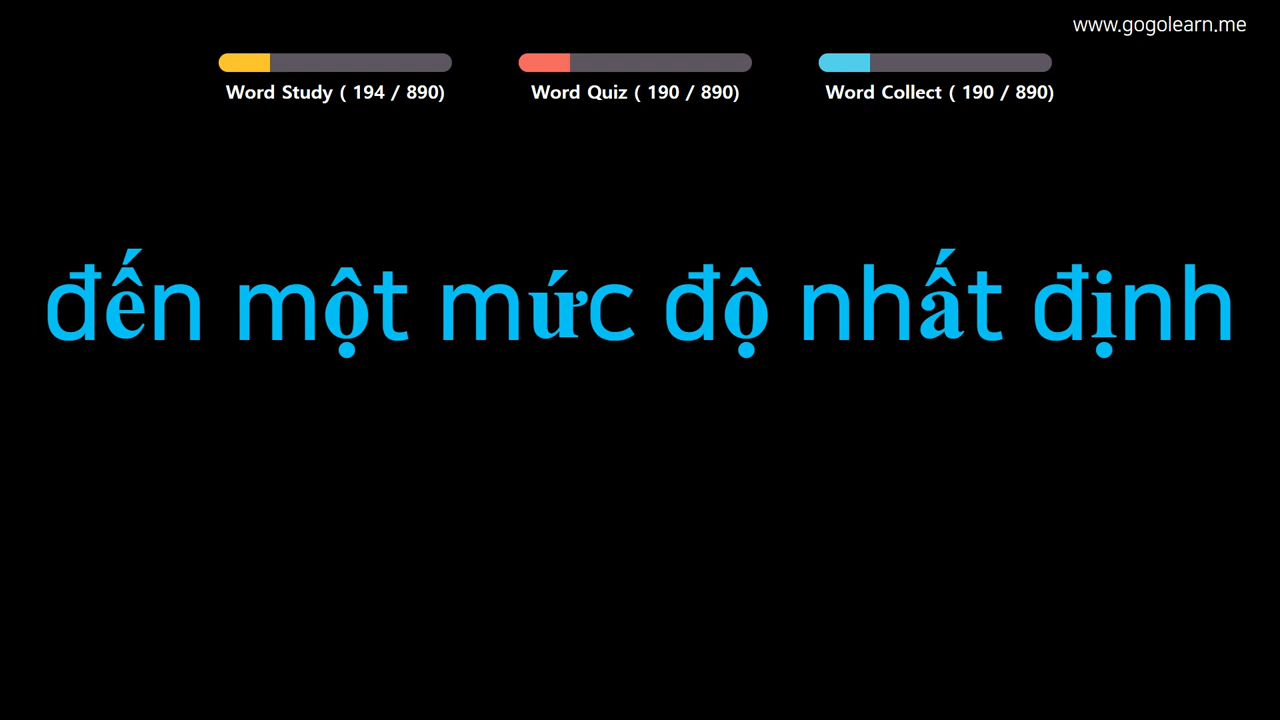 www.gogolearn.me
Word Study ( 194 / 890)
Word Quiz ( 190 / 890)
Word Collect ( 190 / 890)
đến một mức độ nhất định